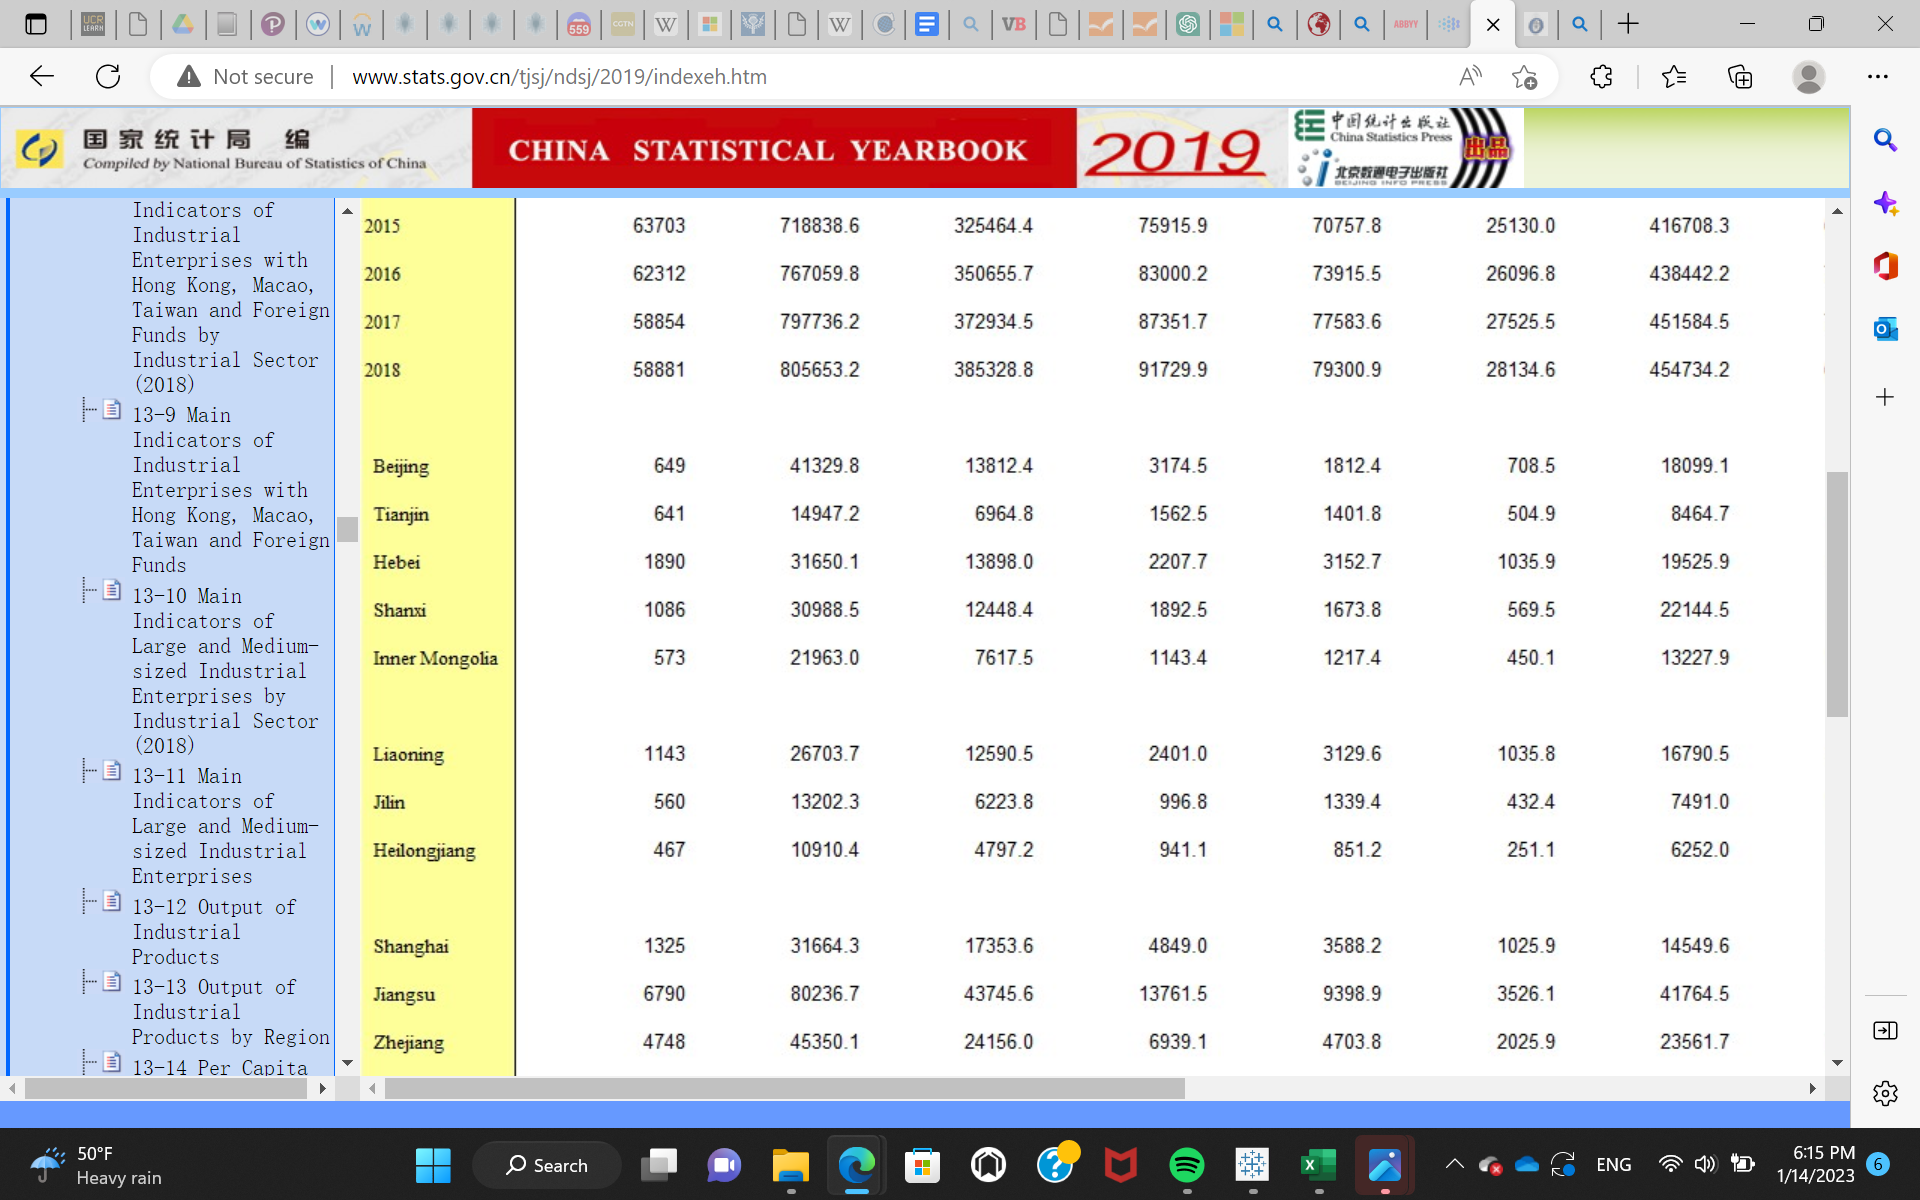 UCR
LEARN
559
CGTN
VB
ABBYY
Not secure
www.stats.gov.cn/tjsj/ndsj/2019/indexeh.htm
国家统计局 编
Compiled by National Bureau of Statistics of China
CHINA STATISTICAL YEARBOOK
2019
中国统计出版社
China Statistics Press
北京数通电子出版社
BEIJING INFO PRESS
出品
Indicators of
Industrial
Enterprises with
Hong Kong, Macao,
Taiwan and Foreign
Funds by
Industrial Sector
(2018)
13-9 Main
Indicators of
Industrial
Enterprises with
Hong Kong, Macao,
Taiwan and Foreign
Funds
13-10 Main
Indicators of
Large and Medium-
sized Industrial
Enterprises by
Industrial Sector
(2018)
13-11 Main
Indicators of
Large and Medium-
sized Industrial
Enterprises
13-12 Output of
Industrial
Products
13-13 Output of
Industrial
Products by Region
13-14 Per Capita
2015 63703 718838.6 325464.4 75915.9 70757.8 25130.0 416708.3
2016 62312 767059.8 350655.7 83000.2 73915.5 26096.8 438442.2
2017 58854 797736.2 372934.5 87351.7 77583.6 27525.5 451584.5
2018 58881 805653.2 385328.8 91729.9 79300.9 28134.6 454734.2
Beijing 649 41329.8 13812.4 3174.5 1812.4 708.5 18099.1
Tianjin 641 14947.2 6964.8 1562.5 1401.8 504.9 8464.7
Hebei 1890 31650.1 13898.0 2207.7 3152.7 1035.9 19525.9
Shanxi 1086 30988.5 12448.4 1892.5 1673.8 569.5 22144.5
Inner Mongolia 573 21963.0 7617.5 1143.4 1217.4 450.1 13227.9
Liaoning 1143 26703.7 12590.5 2401.0 3129.6 1035.8 16790.5
Jilin 560 13202.3 6223.8 996.8 1339.4 432.4 7491.0
Heilongjiang 467 10910.4 4797.2 941.1 851.2 251.1 6252.0
Shanghai 1325 31664.3 17353.6 4849.0 3588.2 1025.9 14549.6
Jiangsu 6790 80236.7 43745.6 13761.5 9398.9 3526.1 41764.5
Zhejiang 4748 45350.1 24156.0 6939.1 4703.8 2025.9 23561.7
50°F
Heavy rain
Search
ENG
6:15 PM
1/14/2023
6